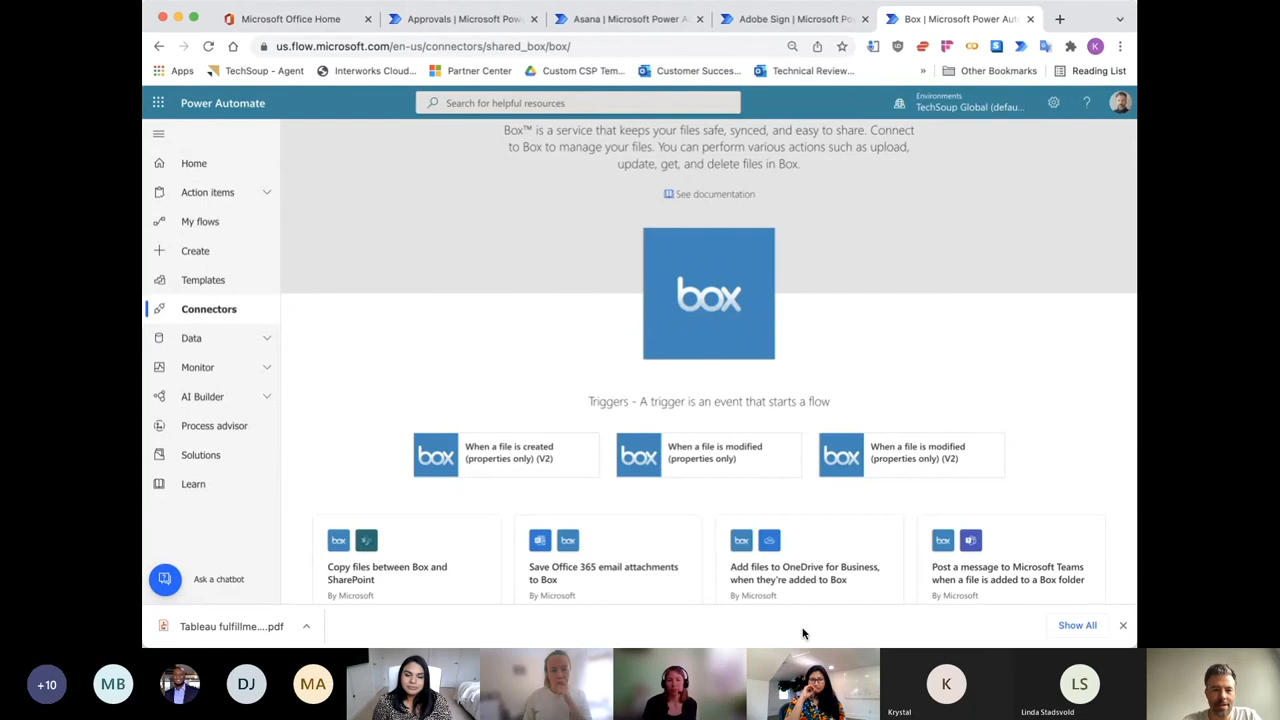 Microsoft Office Home
Approvals | Microsoft Pow
Asana | Microsoft Power A
Adobe Sign | Microsoft Po
Box | Microsoft Power Aut
us.flow.microsoft.com/en-us/connectors/shared_box/box/
Apps
TechSoup - Agent
Interworks Cloud...
Partner Center
Custom CSP Tem...
Customer Succes...
Technical Review...
»
Other Bookmarks
Reading List
Power Automate
Search for helpful resources
Environments
TechSoup Global (defau...
Box™ is a service that keeps your files safe, synced, and easy to share. Connect
to Box to manage your files. You can perform various actions such as upload,
update, get, and delete files in Box.
See documentation
Home
Action items
My flows
Create
Templates
Connectors
Data
Monitor
AI Builder
Process advisor
Solutions
Learn
Ask a chatbot
box
Triggers - A trigger is an event that starts a flow
box
When a file is created
(properties only) (V2)
box
When a file is modified
(properties only)
box
When a file is modified
(properties only) (V2)
box
Copy files between Box and
SharePoint
By Microsoft
box
Save Office 365 email attachments
to Box
By Microsoft
box
Add files to OneDrive for Business,
when they're added to Box
By Microsoft
box
Post a message to Microsoft Teams
when a file is added to a Box folder
By Microsoft
Tableau fulfillme....pdf
Show All
+10
MB
DJ
MA
K
Krystal
LS
Linda Stadsvold